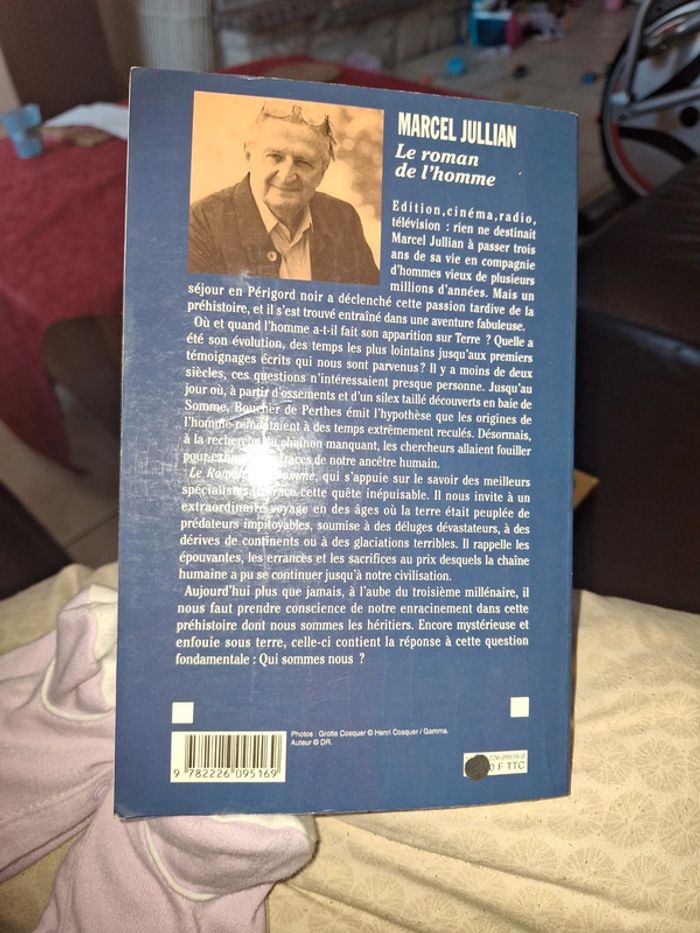 MARCEL JULLIAN
Le roman
de l'homme
Edition, cinéma, radio,
télévision : rien ne destinait
Marcel Jullian à passer trois
ans de sa vie en compagnie
d'hommes vieux de plusieurs
millions d'années. Mais un
séjour en Périgord noir a déclenché cette passion tardive de la
préhistoire, et il s'est trouvé entraîné dans une aventure fabuleuse.
Où et quand l'homme a-t-il fait son apparition sur Terre ? Quelle a
été son évolution, des temps les plus lointains jusqu'aux premiers
témoignages écrits qui nous sont parvenus ? Il y a moins de deux
siècles, ces questions n'intéressaient presque personne. Jusqu'au
jour où, à partir d'ossements et d'un silex taillé découverts en baie de
Somme, Boucher de Perthes émit l'hypothèse que les origines de
l'homme remontaient à des temps extrêmement reculés. Désormais,
à la recherche du chaînon manquant, les chercheurs allaient fouiller
pour traces de notre ancêtre humain.
Le Roman de l'homme, qui s'appuie sur le savoir des meilleurs
spécialistes, retrace cette quête inépuisable. Il nous invite à un
extraordinaire voyage en des âges où la terre était peuplée de
prédateurs impitoyables, soumise à des déluges dévastateurs, à des
dérives de continents ou à des glaciations terribles. Il rappelle les
épouvantes, les errances et les sacrifices au prix desquels la chaîne
humaine a pu se continuer jusqu'à notre civilisation.
Aujourd'hui plus que jamais, à l'aube du troisième millénaire, il
nous faut prendre conscience de notre enracinement dans cette
préhistoire dont nous sommes les héritiers. Encore mystérieuse et
enfouie sous terre, celle-ci contient la réponse à cette question
fondamentale : Qui sommes nous ?
Photos : Grotte Cosquer © Henri Cosquer / Gamma.
Auteur © DR.
9 782226 095169
226-09516-0
0 F TTC